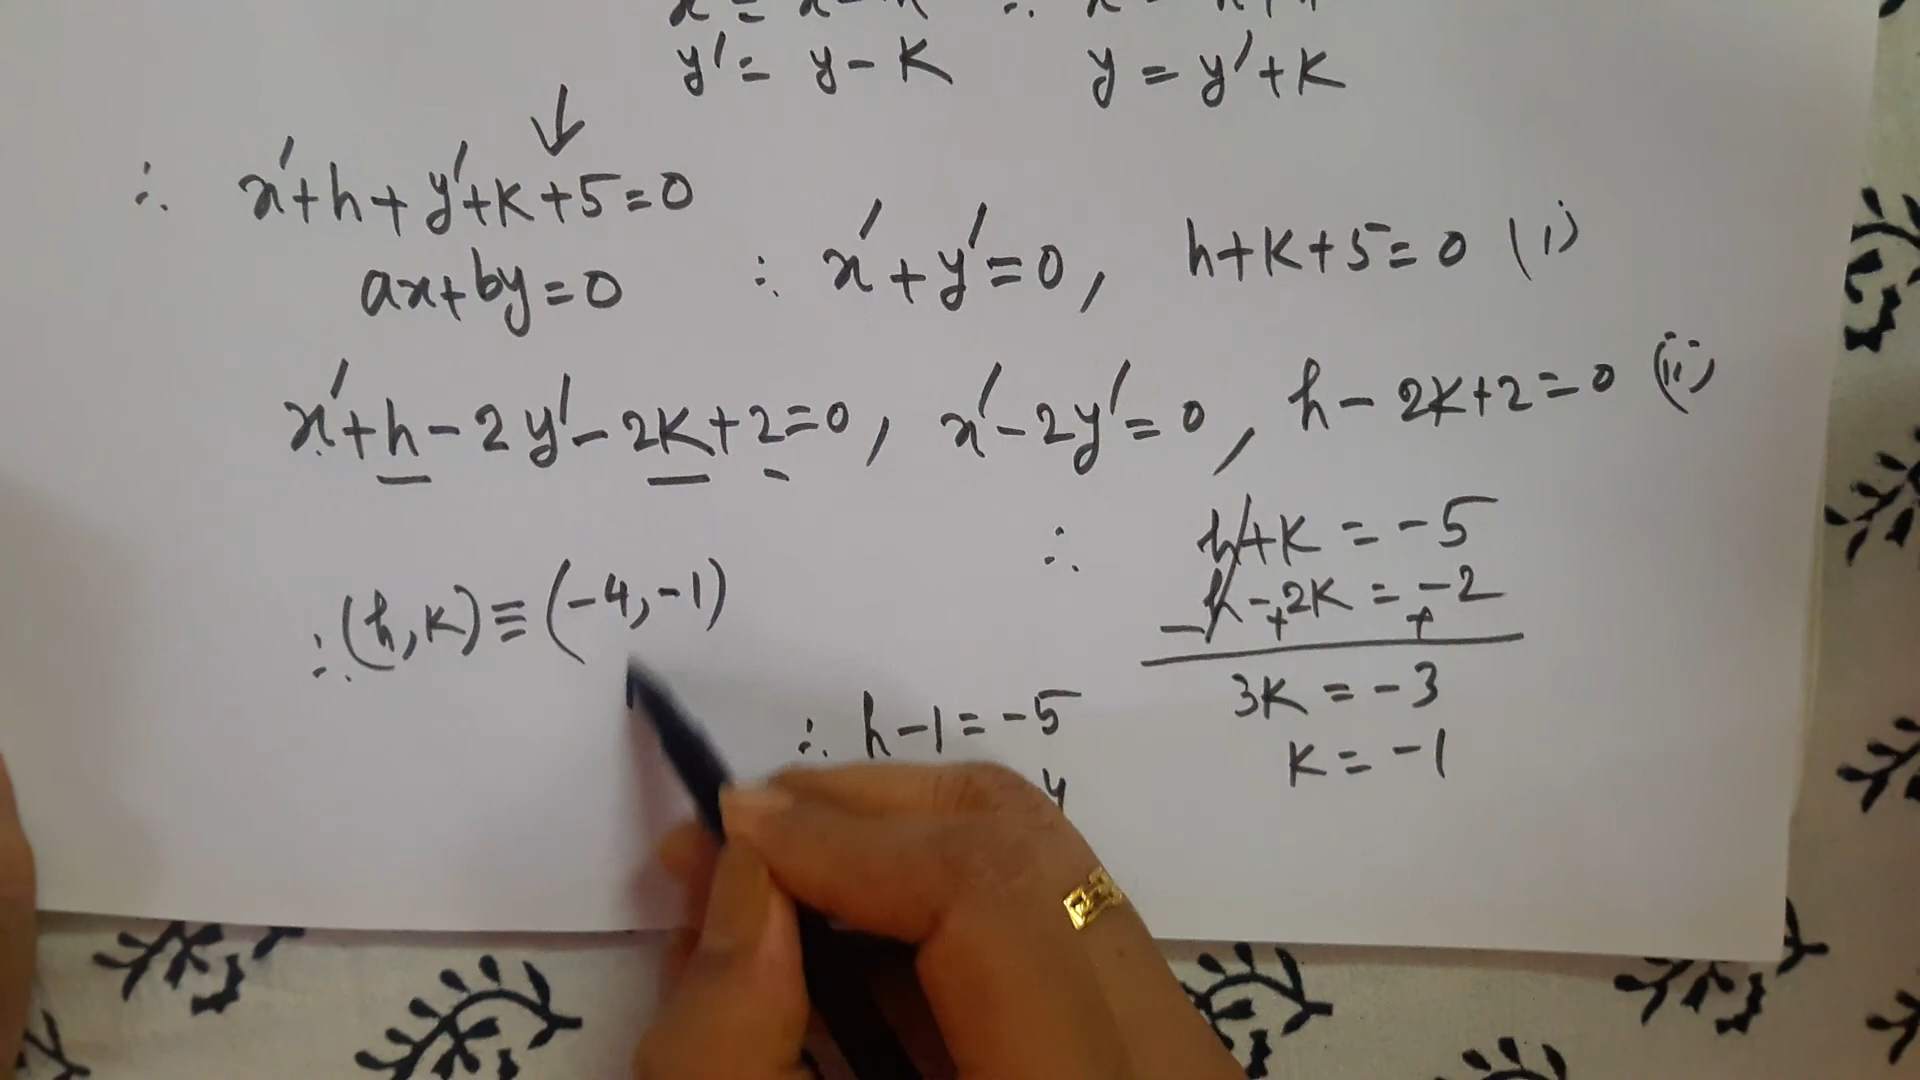 y' = y - K    y = y' + K
∴ x' + h + y' + K + 5 = 0
ax + by = 0    ∴ x' + y' = 0,    h + K + 5 = 0 (i)
x' + h - 2y' - 2K + 2 = 0, x' - 2y' = 0, h - 2K + 2 = 0 (ii)
∴ h + K = -5
h - 2K = -2
- + +
∴ (h, K) ≡ (-4, -1)
3K = -3
∴ h - 1 = -5
K = -1
4